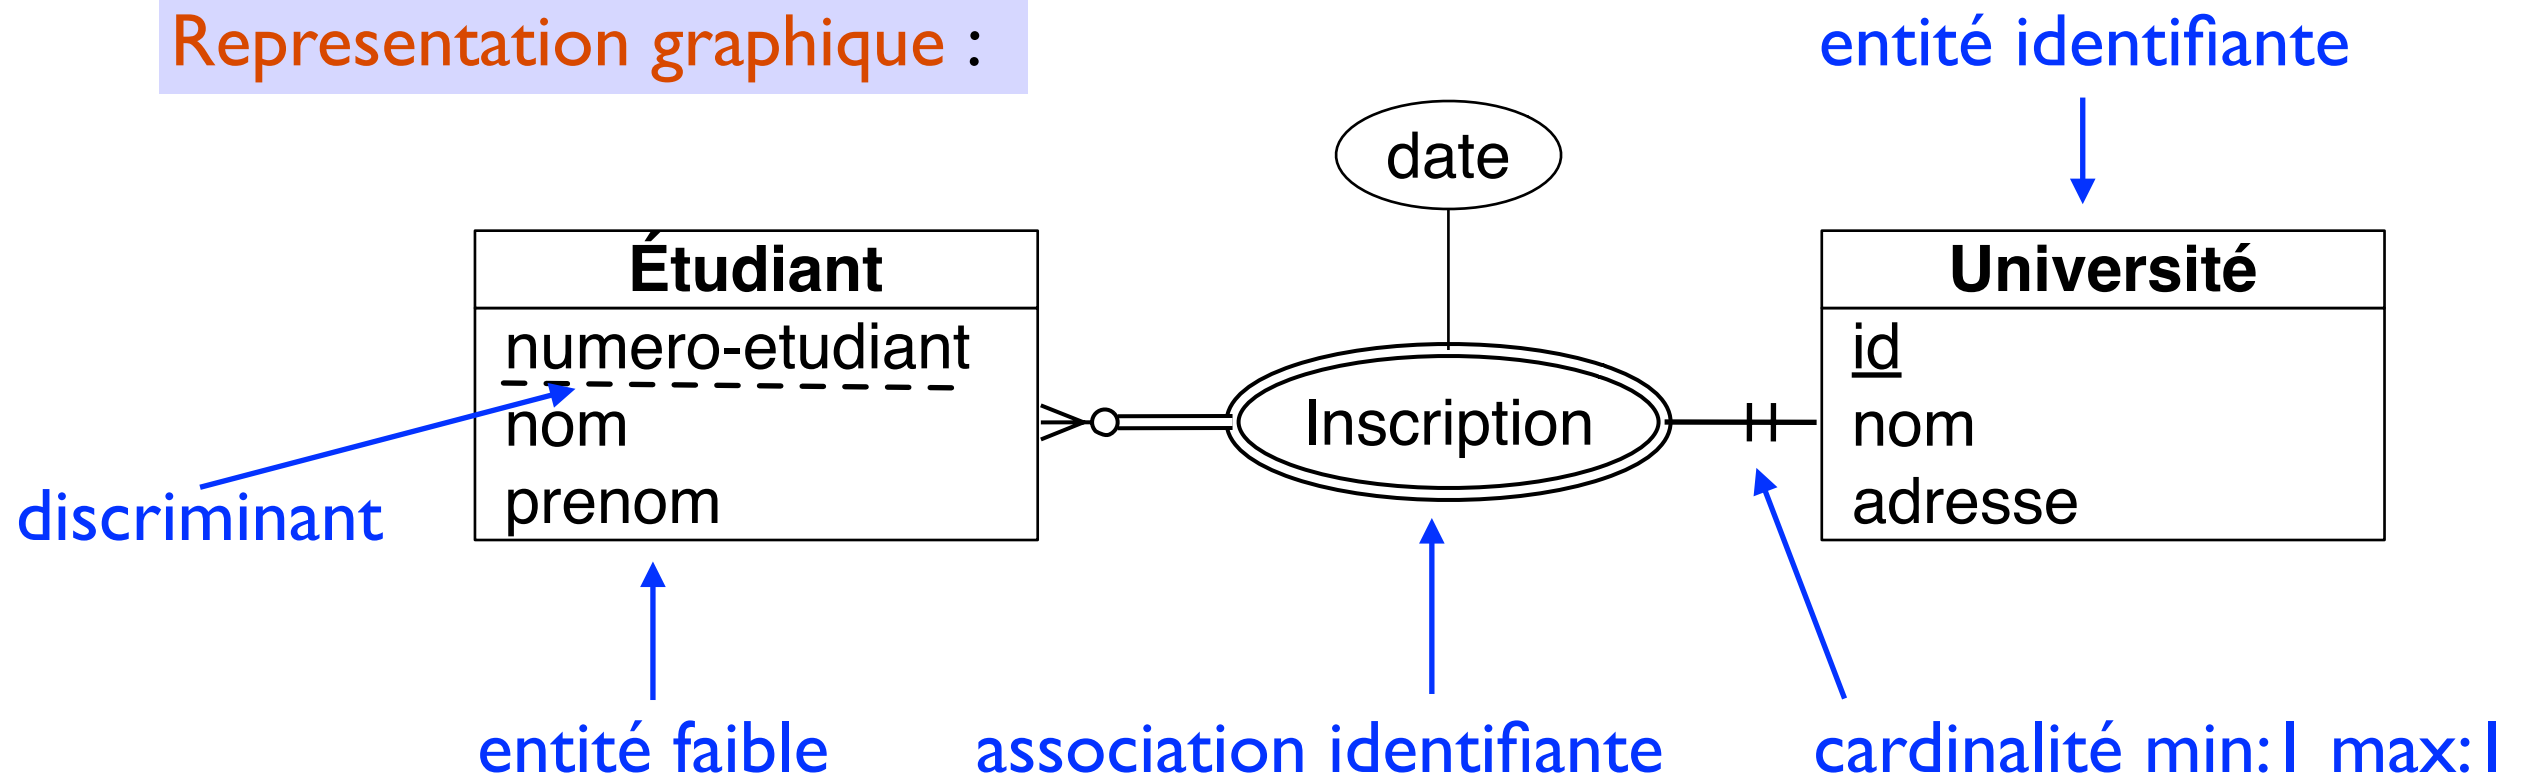 Representation graphique :
entité identifiante
date
Étudiant
numero-etudiant
nom
prenom
Inscription
Université
id
nom
adresse
discriminant
entité faible
association identifiante
cardinalité min:1 max:1